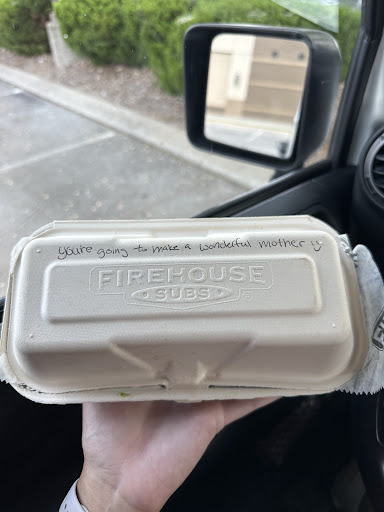 you're going to make a wonderful mother
FIREHOUSE
SUBS
®